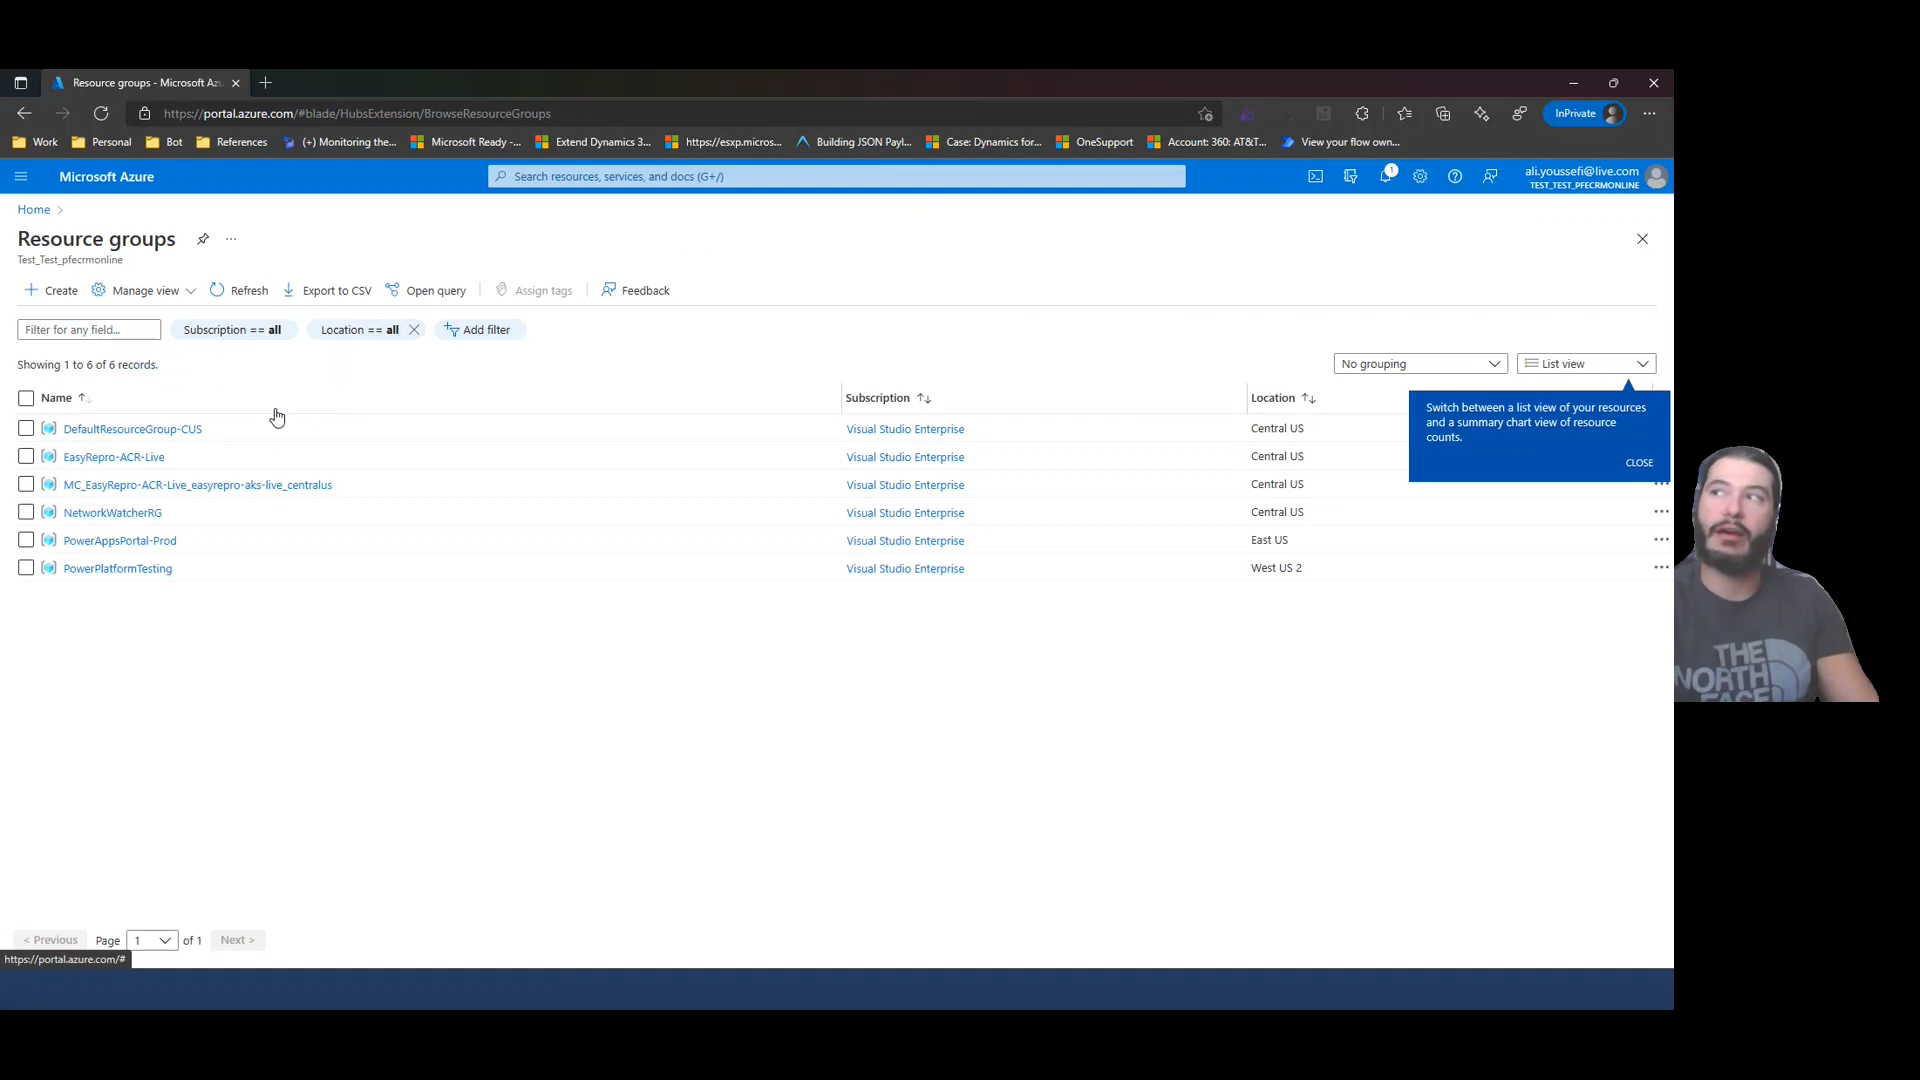 Resource groups - Microsoft Az
https://portal.azure.com/#blade/HubsExtension/BrowseResourceGroups
InPrivate
Work
Personal
Bot
References
(+) Monitoring the...
Microsoft Ready -...
Extend Dynamics 3...
https://esxp.micros...
Building JSON Payl...
Case: Dynamics for...
OneSupport
Account: 360: AT&T...
View your flow own...
Microsoft Azure
Search resources, services, and docs (G+/)
1
ali.youssefi@live.com
TEST_TEST_PFECRMONLINE
Home >
Resource groups
...
Test_Test_pfecrmonline
Create
Manage view
Refresh
Export to CSV
Open query
Assign tags
Feedback
Filter for any field...
Subscription == all
Location == all
Add filter
Showing 1 to 6 of 6 records.
No grouping
List view
Name
Subscription
Location
DefaultResourceGroup-CUS
Visual Studio Enterprise
Central US
EasyRepro-ACR-Live
Visual Studio Enterprise
Central US
MC_EasyRepro-ACR-Live_easyrepro-aks-live_centralus
Visual Studio Enterprise
Central US
NetworkWatcherRG
Visual Studio Enterprise
Central US
PowerAppsPortal-Prod
Visual Studio Enterprise
East US
PowerPlatformTesting
Visual Studio Enterprise
West US 2
Switch between a list view of your resources
and a summary chart view of resource
counts.
CLOSE
THE
NORTH
FACE
< Previous
Page
1
of 1
Next >
https://portal.azure.com/#